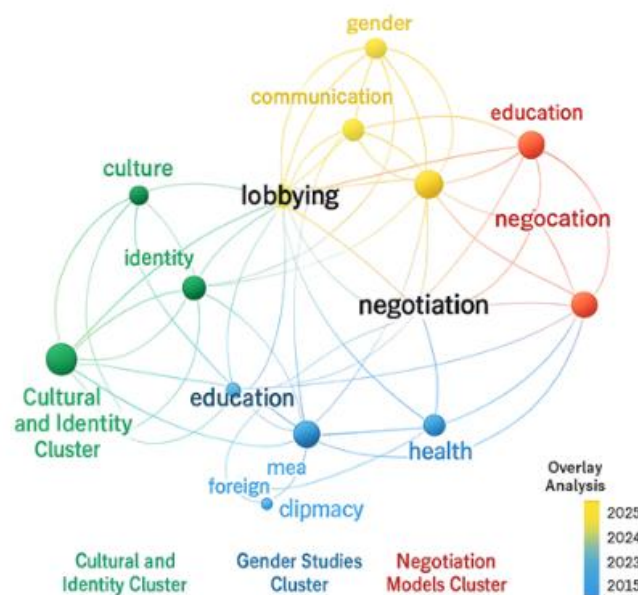 gender
communication
education
culture
lobbying
negocation
identity
negotiation
Cultural
and Identity
Cluster
education
health
mea
foreign
clipmacy
Overlay
Analysis
2025
2024
2023
2015
Cultural and
Identity Cluster
Gender Studies
Cluster
Negotiation
Models Cluster